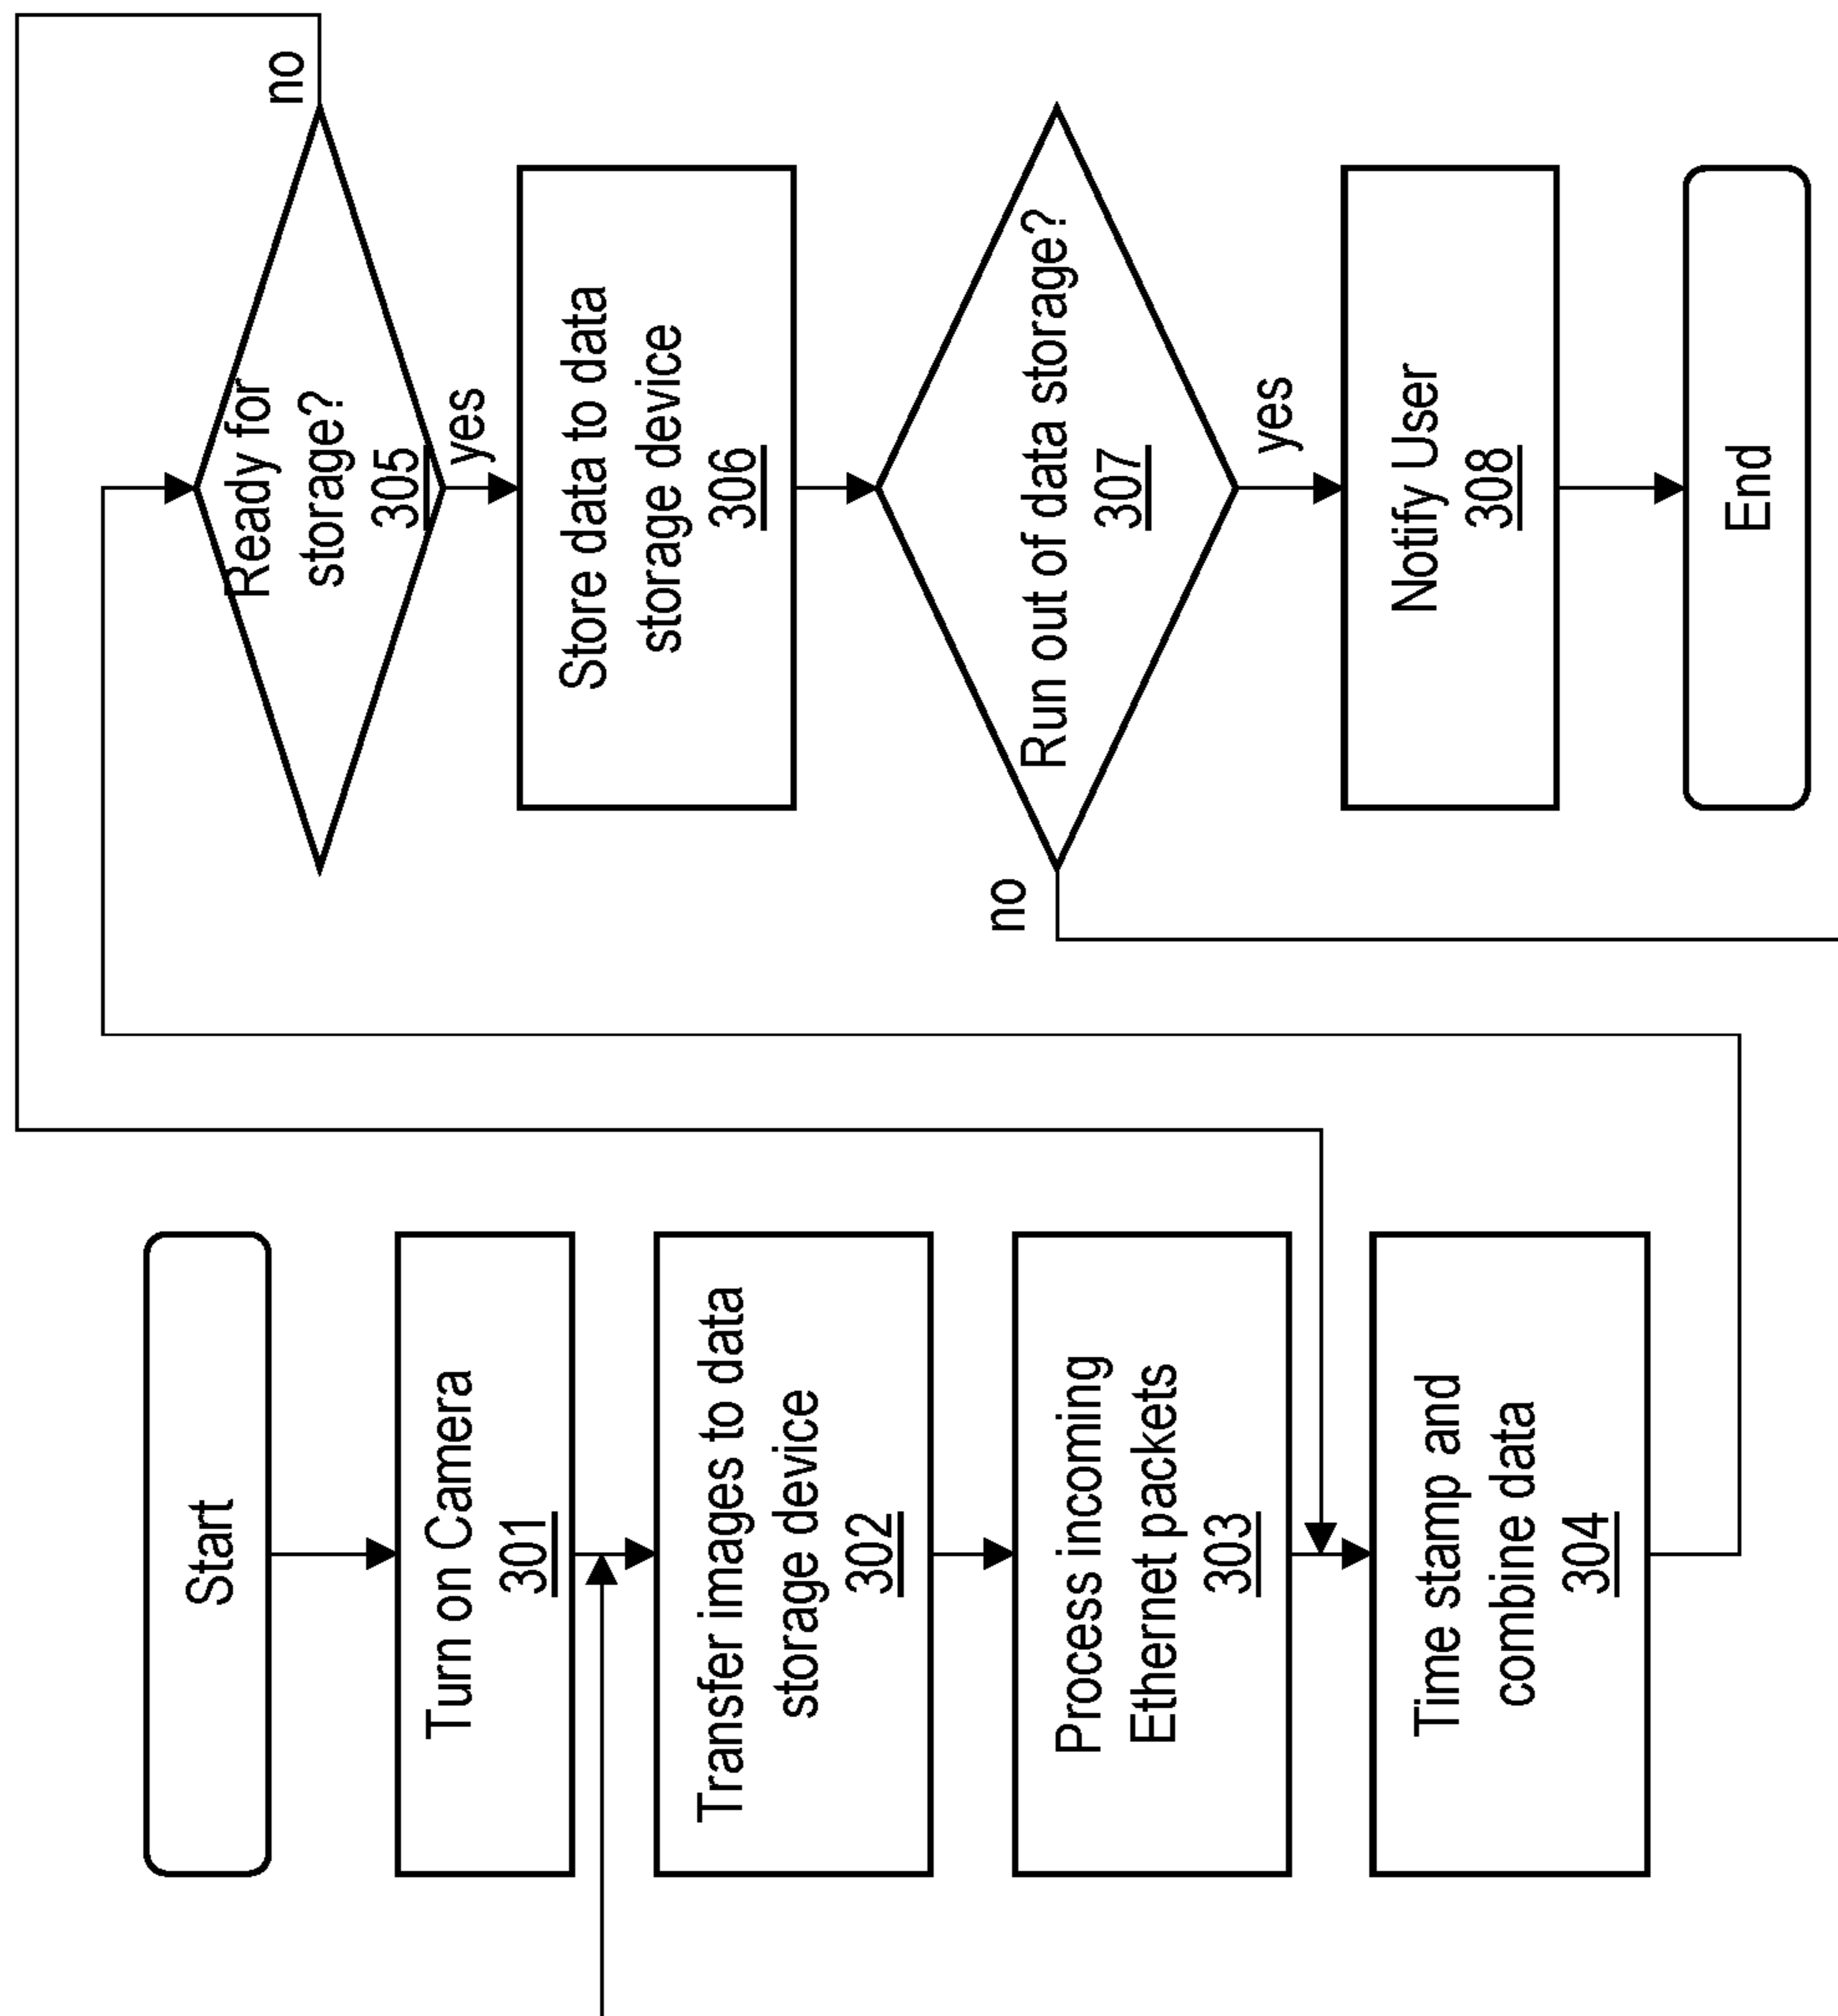 Start
Turn on Camera
301
Transfer images to data
storage device
302
Process incoming
Ethernet packets
303
Time stamp and
combine data
304
Ready for
storage?
305
no
yes
Store data to data
storage device
306
Run out of data storage?
307
no
yes
Notify User
308
End